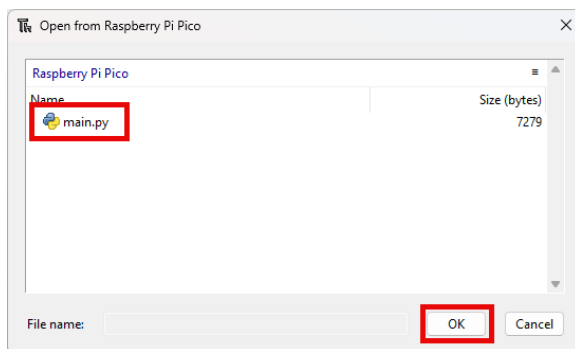 Open from Raspberry Pi Pico
Raspberry Pi Pico
Name Size (bytes)
main.py 7279
File name: OK Cancel